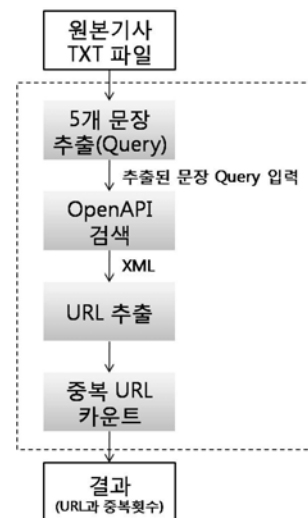 원본기사
TXT 파일
5개 문장
추출(Query)
추출된 문장 Query 입력
OpenAPI
검색
XML
URL 추출
중복 URL
카운트
결과
(URL과 중복횟수)